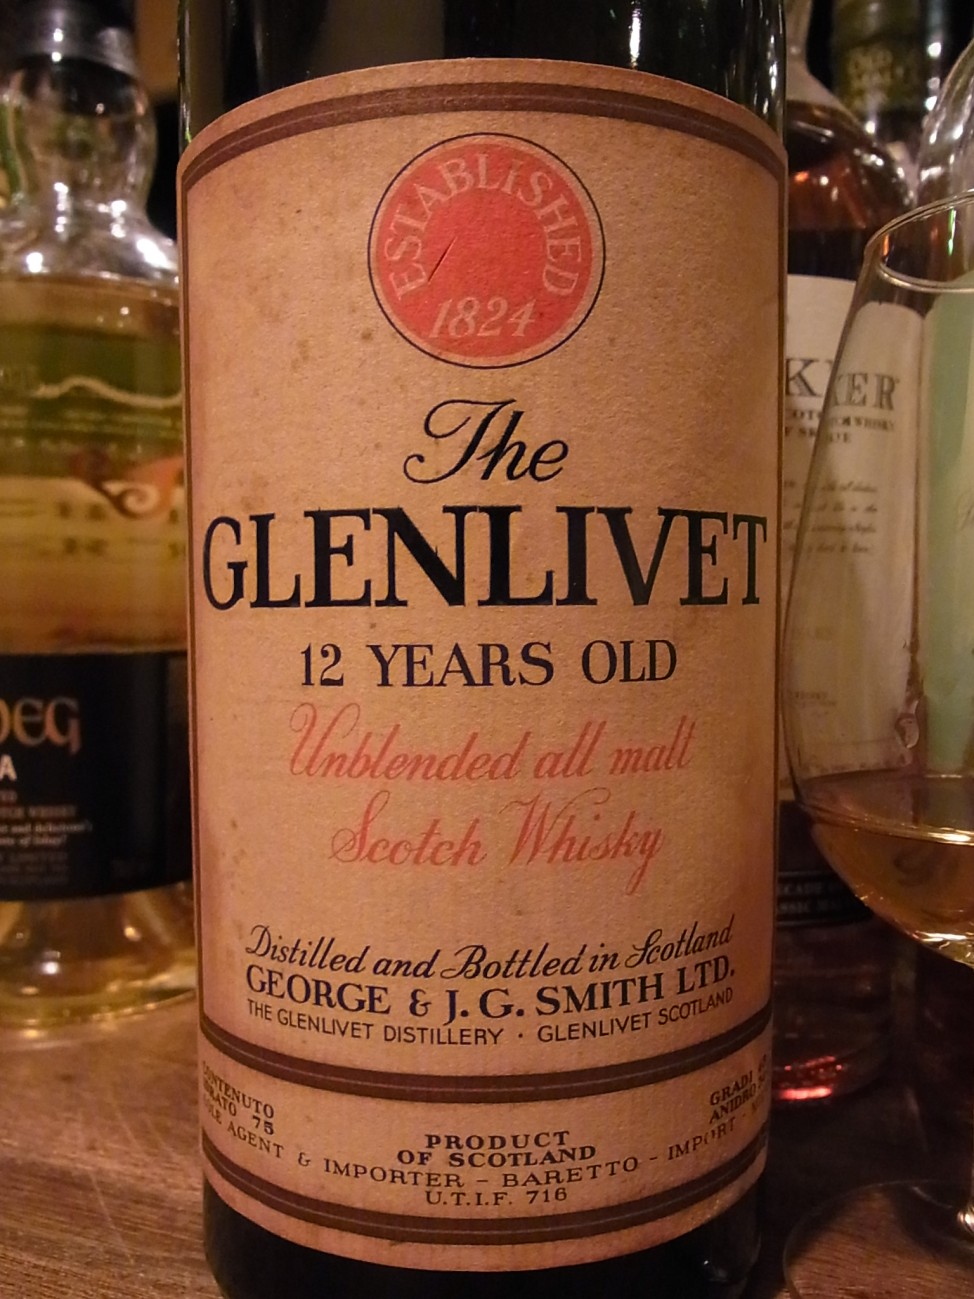 ESTABLISHED
1824
The
GLENLIVET
12 YEARS OLD
Unblended all malt
Scotch Whisky
Distilled and Bottled in Scotland
GEORGE & J. G. SMITH LTD.
THE GLENLIVET DISTILLERY · GLENLIVET SCOTLAND
75
GRADI
PRODUCT
OF SCOTLAND
AGENT & IMPORTER - BARETTO - IMPORT
U.T.I.F. 716